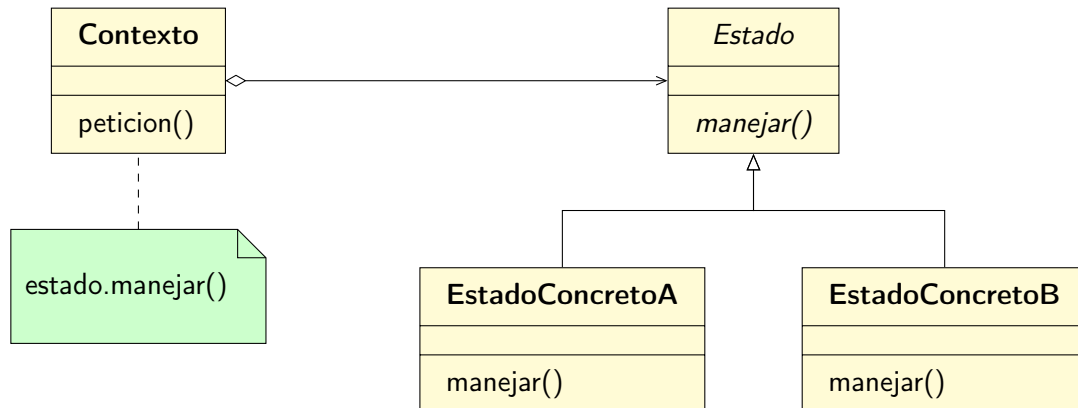 Contexto
peticion()
Estado
manejar()
estado.manejar()
EstadoConcretoA
manejar()
EstadoConcretoB
manejar()